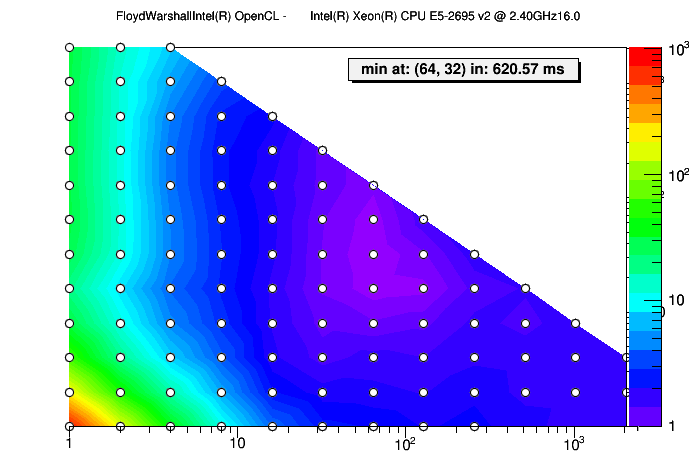 FloydWarshallIntel(R) OpenCL - Intel(R) Xeon(R) CPU E5-2695 v2 @ 2.40GHz16.0
min at: (64, 32) in: 620.57 ms
10³
10²
10
1
1 10 10² 10³